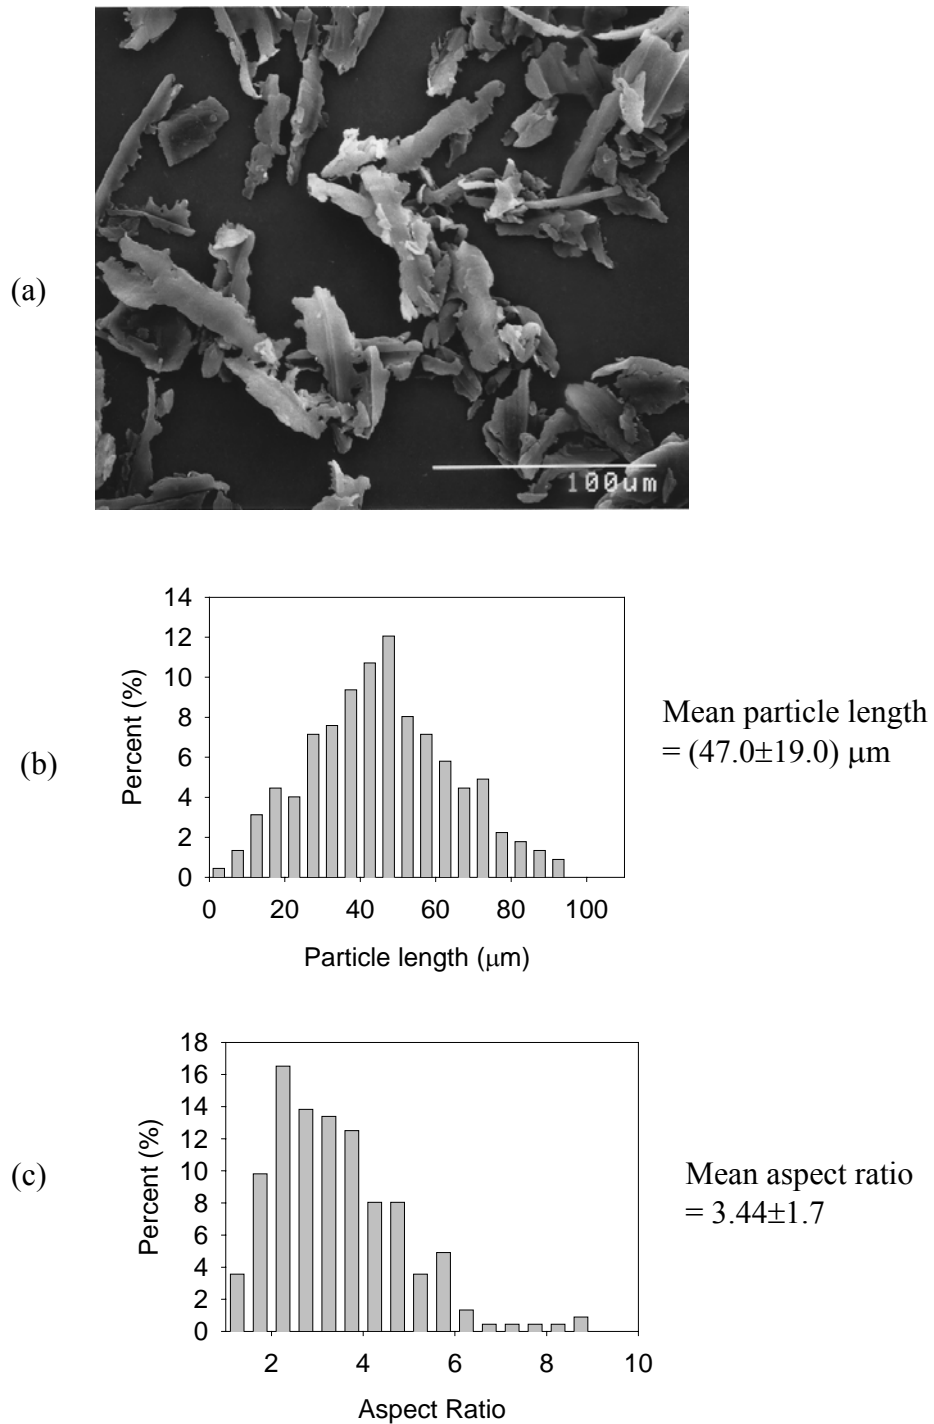 (a)
100um
(b)
14
12
10
8
6
4
2
0
Percent (%)
0 20 40 60 80 100
Particle length (μm)
Mean particle length
= (47.0±19.0) μm
(c)
18
16
14
12
10
8
6
4
2
0
Percent (%)
2 4 6 8 10
Aspect Ratio
Mean aspect ratio
= 3.44±1.7